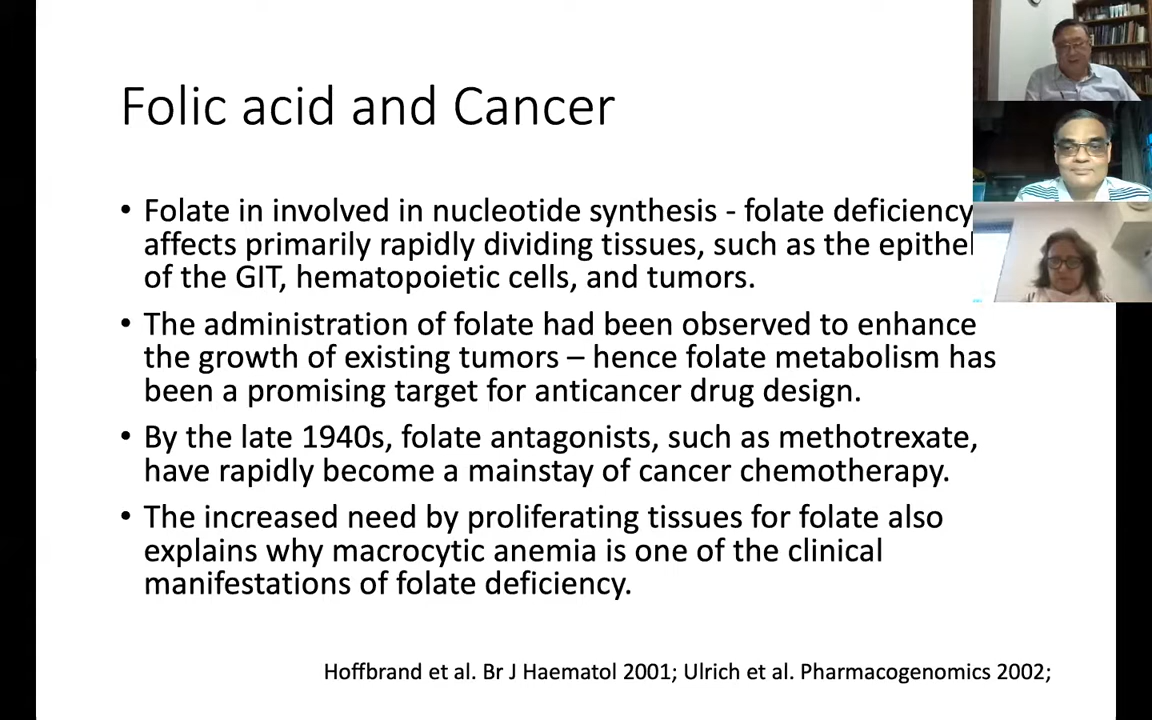 Folic acid and Cancer
• Folate in involved in nucleotide synthesis - folate deficiency
affects primarily rapidly dividing tissues, such as the epithel
of the GIT, hematopoietic cells, and tumors.
• The administration of folate had been observed to enhance
the growth of existing tumors – hence folate metabolism has
been a promising target for anticancer drug design.
• By the late 1940s, folate antagonists, such as methotrexate,
have rapidly become a mainstay of cancer chemotherapy.
• The increased need by proliferating tissues for folate also
explains why macrocytic anemia is one of the clinical
manifestations of folate deficiency.
Hoffbrand et al. Br J Haematol 2001; Ulrich et al. Pharmacogenomics 2002;